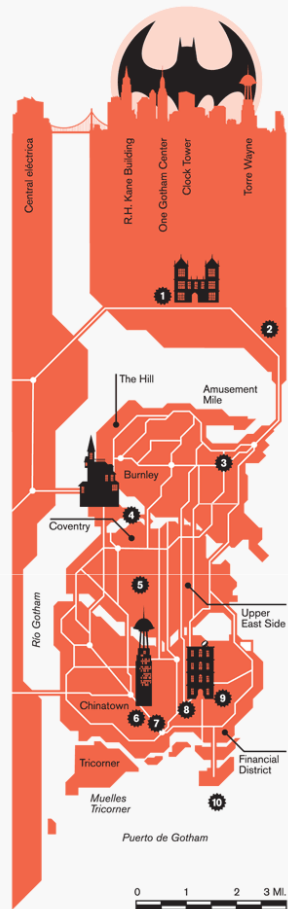 Central eléctrica
R.H. Kane Building
One Gotham Center
Clock Tower
Torre Wayne
1
2
The Hill
Amusement
Mile
3
Burnley
4
Coventry
5
Río Gotham
Upper
East Side
Chinatown
6
7
8
9
Tricorner
Financial
District
Muelles
Tricorner
10
Puerto de Gotham
0 1 2 3 MI.